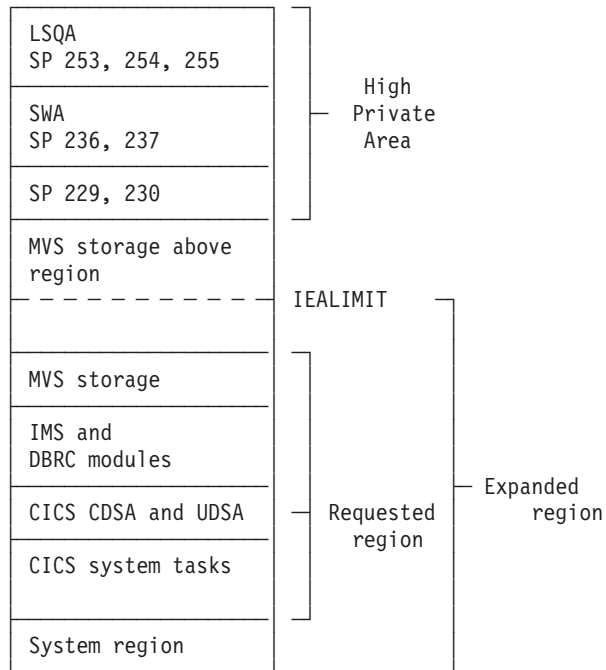 LSQA
SP 253, 254, 255
High
Private
Area
SWA
SP 236, 237
SP 229, 230
MVS storage above
region
IEALIMIT
MVS storage
IMS and
DBRC modules
Expanded
region
CICS CDSA and UDSA
Requested
region
CICS system tasks
System region